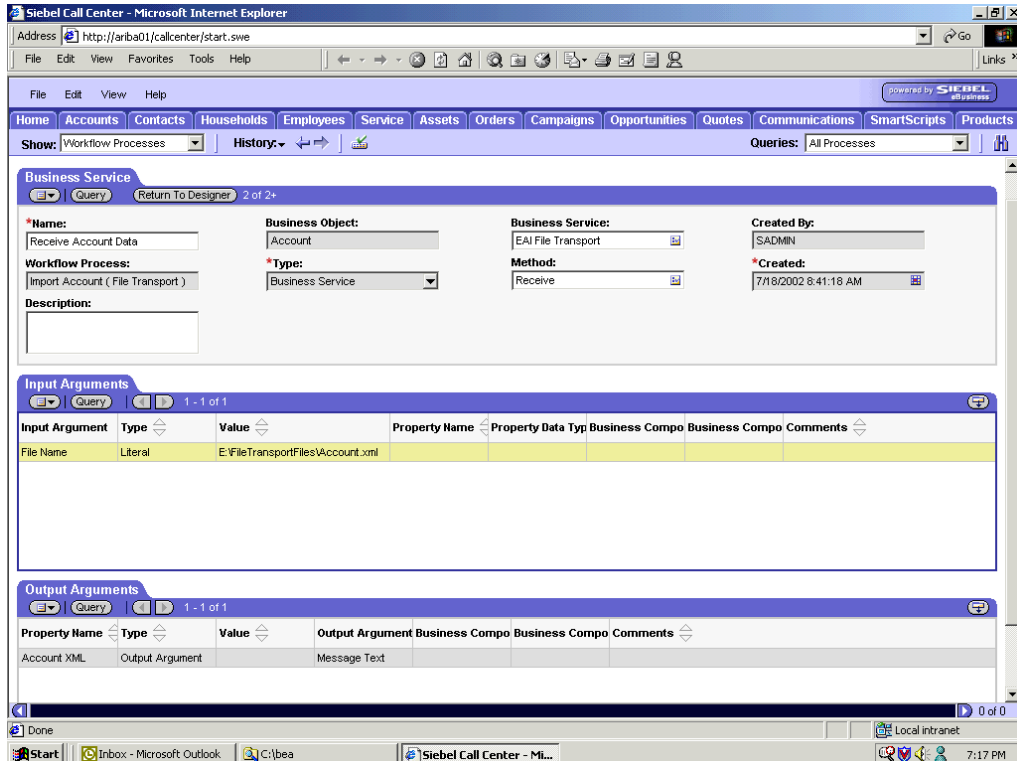 Siebel Call Center - Microsoft Internet Explorer
Address http://ariba01/callcenter/start.swe Go
File Edit View Favorites Tools Help Links »
File Edit View Help powered by SIEBEL eBusiness
Home Accounts Contacts Households Employees Service Assets Orders Campaigns Opportunities Quotes Communications SmartScripts Products
Show: Workflow Processes History: Queries: All Processes
Business Service
Query Return To Designer 2 of 2+
*Name: Business Object: Business Service: Created By:
Receive Account Data Account EAI File Transport SADMIN
Workflow Process: *Type: Method: *Created:
Import Account ( File Transport ) Business Service Receive 7/18/2002 8:41:18 AM
Description:
Input Arguments
Query 1 - 1 of 1
Input Argument Type Value Property Name Property Data Typ Business Compo Business Compo Comments
File Name Literal E:\FileTransportFiles\Account.xml
Output Arguments
Query 1 - 1 of 1
Property Name Type Value Output Argument Business Compo Business Compo Comments
Account XML Output Argument Message Text
0 of 0
Done Local intranet
Start Inbox - Microsoft Outlook C:\bea Siebel Call Center - Mi... 7:17 PM